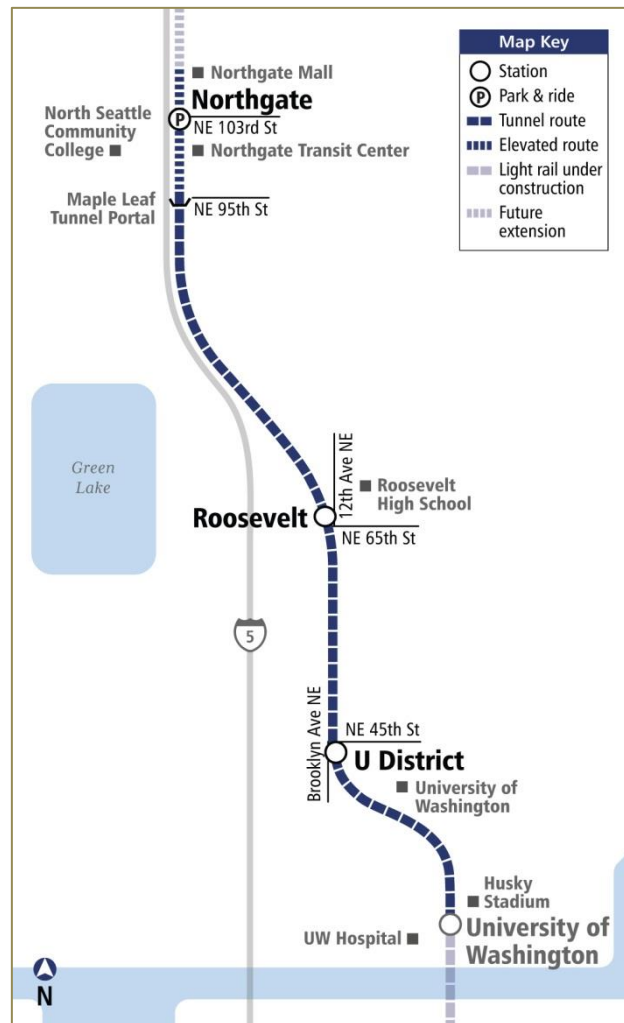 Map Key
Station
P Park & ride
Tunnel route
Elevated route
Light rail under
construction
Future
extension
Northgate Mall
Northgate
P
NE 103rd St
North Seattle
Community
College
Northgate Transit Center
Maple Leaf
Tunnel Portal
NE 95th St
Green
Lake
12th Ave NE
Roosevelt
High School
Roosevelt
NE 65th St
5
Brooklyn Ave NE
NE 45th St
U District
University of
Washington
Husky
Stadium
University of
Washington
UW Hospital
N